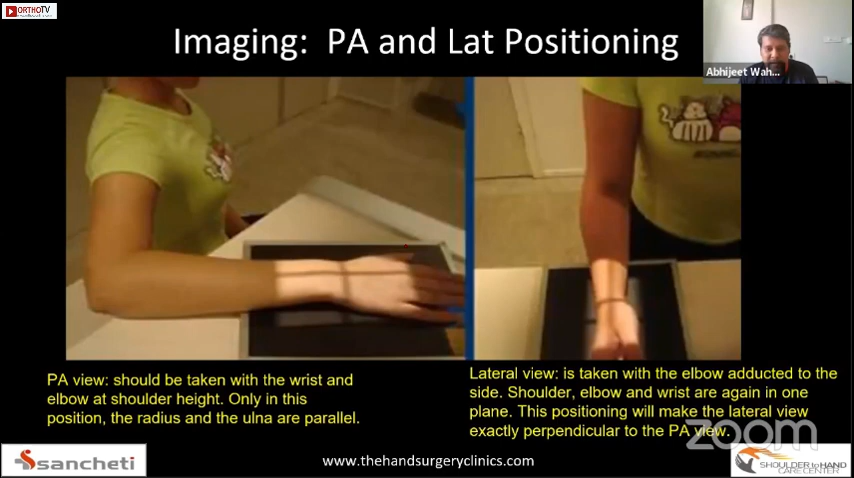 ORTHOTV
Imaging: PA and Lat Positioning
Abhijeet Wah...
PA view: should be taken with the wrist and
elbow at shoulder height. Only in this
position, the radius and the ulna are parallel.
Lateral view: is taken with the elbow adducted to the
side. Shoulder, elbow and wrist are again in one
plane. This positioning will make the lateral view
exactly perpendicular to the PA view.
zoom
sancheti
www.thehandsurgeryclinics.com
SHOULDER to HAND
CARE CENTER